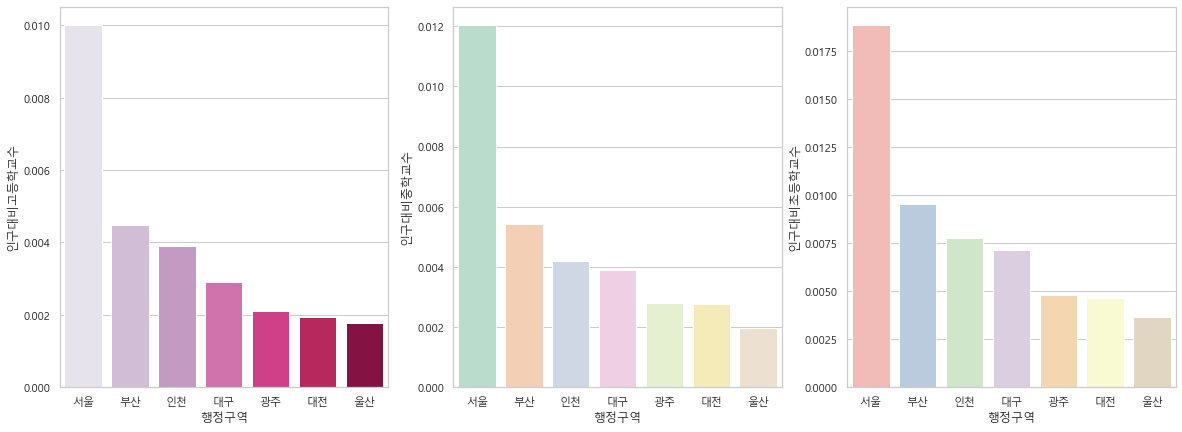 인구대비고등학교수
0.010
0.008
0.006
0.004
0.002
0.000
서울 부산 인천 대구 광주 대전 울산
행정구역
인구대비중학교수
0.012
0.010
0.008
0.006
0.004
0.002
0.000
서울 부산 인천 대구 광주 대전 울산
행정구역
인구대비초등학교수
0.0175
0.0150
0.0125
0.0100
0.0075
0.0050
0.0025
0.0000
서울 부산 인천 대구 광주 대전 울산
행정구역